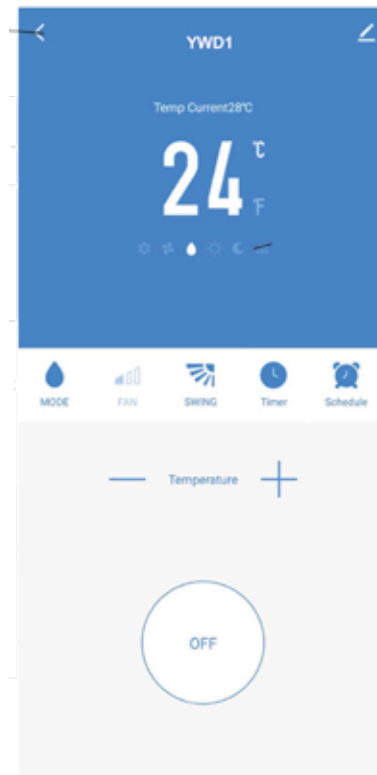 YWD1
Temp Current28℃
24 ℃
℉
MODE FAN SWING Timer Schedule
Temperature
OFF